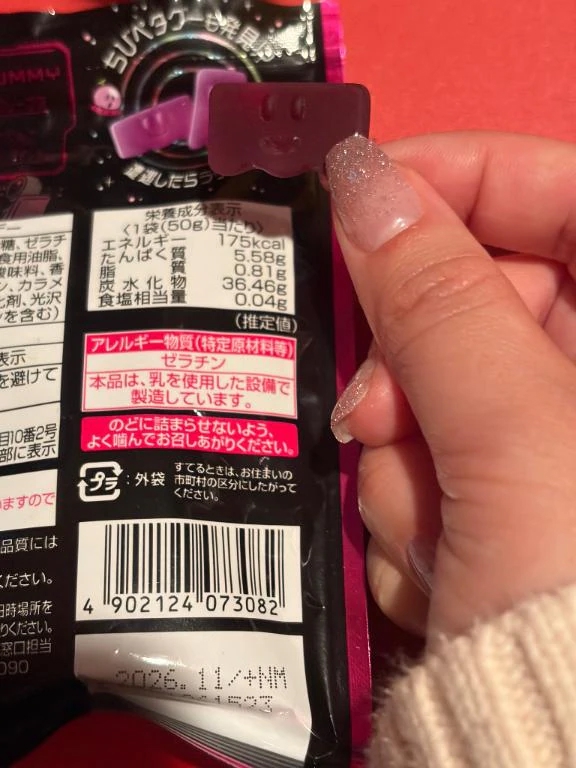 UMMY
ちびペタグーも発見!?
遭遇したらラ
栄養成分表示
〈1袋(50g)当たり〉
エネルギー 175kcal
たんぱく質 5.58g
脂質 0.81g
炭水化物 36.46g
食塩相当量 0.04g
(推定値)
アレルギー物質(特定原材料等)
ゼラチン
本品は、乳を使用した設備で
製造しています。
のどに詰まらせないよう、
よく噛んでお召しあがりください。
プラ
:外袋
すてるときは、お住まいの
市町村の区分にしたがって
ください。
4 902124 073082
2026.11/+NM
糖、ゼラチ
食用油脂、
酸味料、香
ン、カラメ
化剤、光沢
を含む)
表示
を避けて
目10番2号
部に表示
ますので
品質には
ください。
日時場所を
りください。
窓口担当
090